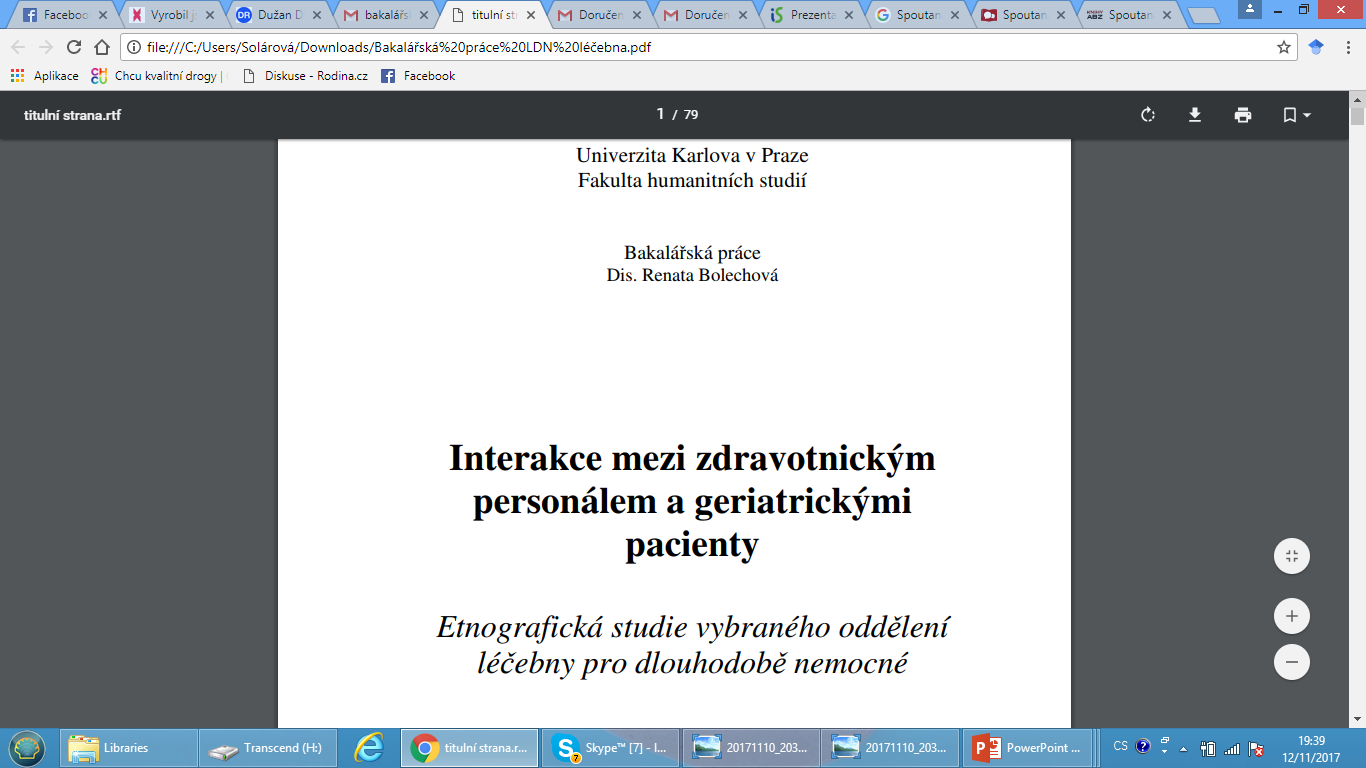 Facebook
Vyrobil j
Dužan D
bakalářs
titulní st
Doručen
Doručen
Prezenta
Spoutan
Spoutan
Spoutan
file:///C:/Users/Solárová/Downloads/Bakalářská%20práce%20LDN%20léčebna.pdf
Aplikace
Chcu kvalitní drogy |
Diskuse - Rodina.cz
Facebook
titulní strana.rtf
1 / 79
Univerzita Karlova v Praze
Fakulta humanitních studií
Bakalářská práce
Dis. Renata Bolechová
Interakce mezi zdravotnickým
personálem a geriatrickými
pacienty
Etnografická studie vybraného oddělení
léčebny pro dlouhodobě nemocné
Libraries
Transcend (H:)
titulní strana.r...
Skype™ [7] - l...
20171110_203...
20171110_203...
PowerPoint ...
CS
19:39
12/11/2017